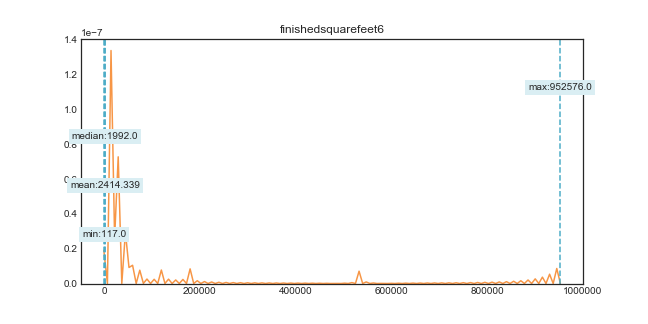 finishedsquarefeet6
1e−7
1.4
1.2
1.0
max:952576.0
median:1992.0
0.8
0.6
mean:2414.339
0.4
min:117.0
0.2
0.0
0 200000 400000 600000 800000 1000000